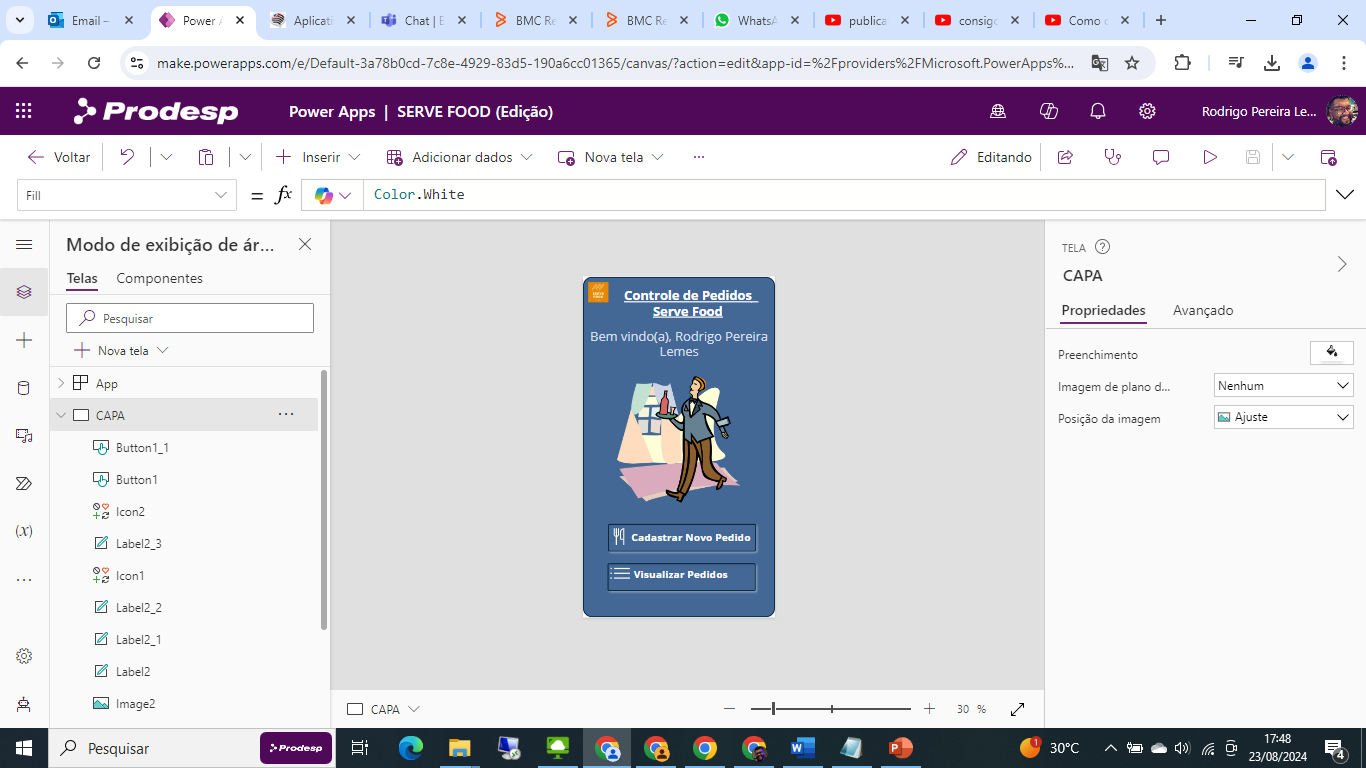 Email –
Power A
Aplicati
Chat | E
BMC Re
BMC Re
WhatsA
publica
consigo
Como c
make.powerapps.com/e/Default-3a78b0cd-7c8e-4929-83d5-190a6cc01365/canvas/?action=edit&app-id=%2Fproviders%2FMicrosoft.PowerApps%...
Prodesp
Power Apps | SERVE FOOD (Edição)
Rodrigo Pereira Le...
Voltar
Inserir
Adicionar dados
Nova tela
...
Editando
Fill
= fx
Color.White
Modo de exibição de ár...
Telas
Componentes
Pesquisar
Nova tela
App
CAPA
...
Button1_1
Button1
Icon2
Label2_3
Icon1
Label2_2
Label2_1
Label2
Image2
(x)
SERVE
FOOD
Controle de Pedidos
Serve Food
Bem vindo(a), Rodrigo Pereira
Lemes
Cadastrar Novo Pedido
Visualizar Pedidos
CAPA
30 %
TELA
CAPA
Propriedades
Avançado
Preenchimento
Imagem de plano d...
Nenhum
Posição da imagem
Ajuste
Pesquisar
Prodesp
1
30°C
17:48
23/08/2024
4